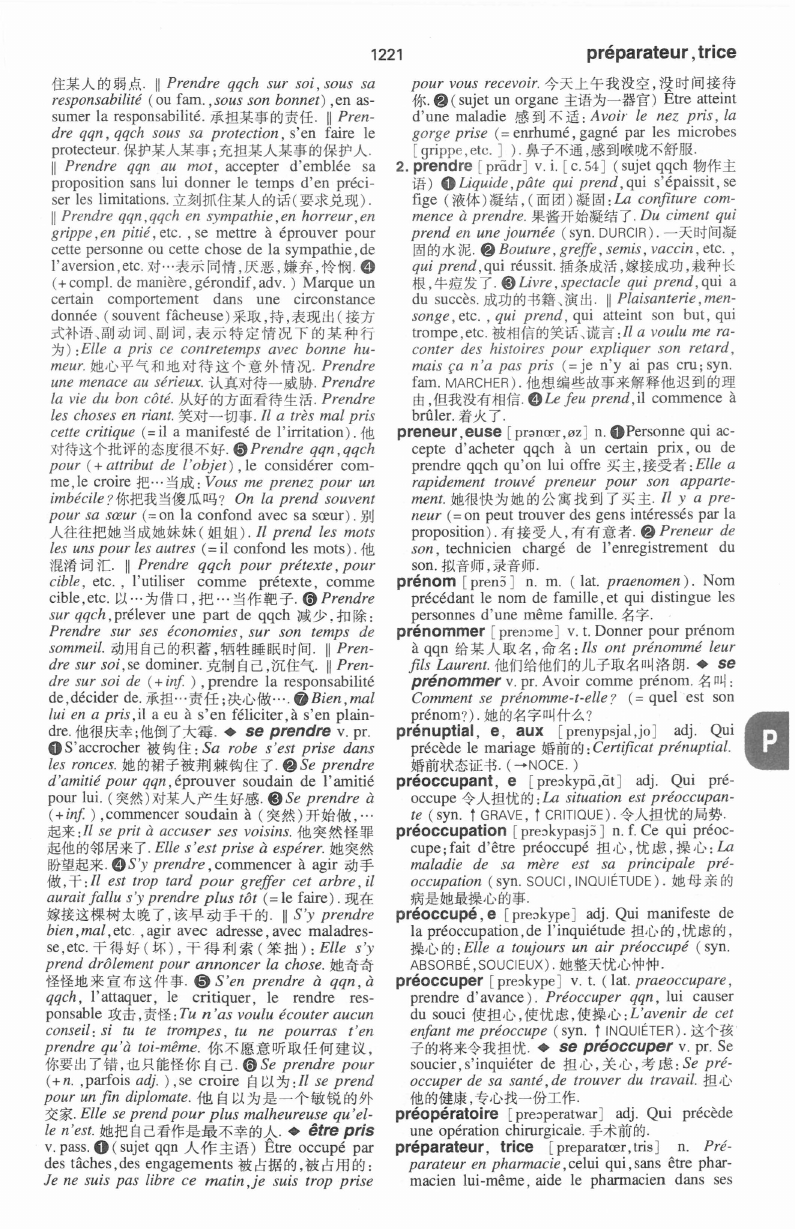 1221
préparateur,trice
住某人的弱点. ‖ Prendre qqch sur soi, sous sa
responsabilité (ou fam., sous son bonnet), en as-
sumer la responsabilité. 承担某事的责任. ‖ Pren-
dre qqn, qqch sous sa protection, s'en faire le
protecteur. 保护某人某事;充担某人某事的保护人.
‖ Prendre qqn au mot, accepter d'emblée sa
proposition sans lui donner le temps d'en préci-
ser les limitations. 立刻抓住某人的话(要求兑现).
‖ Prendre qqn, qqch en sympathie, en horreur, en
grippe, en pitié, etc., se mettre à éprouver pour
cette personne ou cette chose de la sympathie, de
l'aversion, etc. 对…表示同情,厌恶,嫌弃,怜悯. ❹
(+ compl. de manière, gérondif, adv.) Marque un
certain comportement dans une circonstance
donnée (souvent fâcheuse) 采取,持,表现出(接方
式补语、副动词、副词,表示特定情况下的某种行
为): Elle a pris ce contretemps avec bonne hu-
meur. 她心平气和地对待这个意外情况. Prendre
une menace au sérieux. 认真对待一威胁. Prendre
la vie du bon côté. 从好的方面看待生活. Prendre
les choses en riant. 笑对一切事. Il a très mal pris
cette critique (= il a manifesté de l'irritation). 他
对待这个批评的态度很不好. ❺ Prendre qqn, qqch
pour (+ attribut de l'objet), le considérer com-
me, le croire 把…当成: Vous me prenez pour un
imbécile? 你把我当傻瓜吗? On la prend souvent
pour sa sœur (= on la confond avec sa sœur). 别
人往往把她当成她妹妹(姐姐). Il prend les mots
les uns pour les autres (= il confond les mots). 他
混淆词汇. ‖ Prendre qqch pour prétexte, pour
cible, etc., l'utiliser comme prétexte, comme
cible, etc. 以…为借口,把…当作靶子. ❻ Prendre
sur qqch, prélever une part de qqch 减少,扣除:
Prendre sur ses économies, sur son temps de
sommeil. 动用自己的积蓄,牺牲睡眠时间. ‖ Pren-
dre sur soi, se dominer. 克制自己,沉住气. ‖ Pren-
dre sur soi de (+ inf.), prendre la responsabilité
de, décider de. 承担…责任;决心做…. ❼ Bien, mal
lui en a pris, il a eu à s'en féliciter, à s'en plain-
dre. 他很庆幸;他倒了大霉. ◆ se prendre v. pr.
❶ S'accrocher 被钩住: Sa robe s'est prise dans
les ronces. 她的裙子被荆棘钩住了. ❷ Se prendre
d'amitié pour qqn, éprouver soudain de l'amitié
pour lui. (突然)对某人产生好感. ❸ Se prendre à
(+ inf.), commencer soudain à (突然)开始做,…
起来: Il se prit à accuser ses voisins. 他突然怪罪
起他的邻居来了. Elle s'est prise à espérer. 她突然
盼望起来. ❹ S'y prendre, commencer à agir 动手
做,干: Il est trop tard pour greffer cet arbre, il
aurait fallu s'y prendre plus tôt (= le faire). 现在
嫁接这棵树太晚了,该早动手干的. ‖ S'y prendre
bien, mal, etc., agir avec adresse, avec maladres-
se, etc. 干得好(坏),干得利索(笨拙): Elle s'y
prend drôlement pour annoncer la chose. 她奇奇
怪怪地来宣布这件事. ❺ S'en prendre à qqn, à
qqch, l'attaquer, le critiquer, le rendre res-
ponsable 攻击,责怪: Tu n'as voulu écouter aucun
conseil: si tu te trompes, tu ne pourras t'en
prendre qu'à toi-même. 你不愿意听取任何建议,
你要出了错,也只能怪你自己. ❻ Se prendre pour
(+ n., parfois adj.), se croire 自以为: Il se prend
pour un fin diplomate. 他自以为是一个敏锐的外
交家. Elle se prend pour plus malheureuse qu'el-
le n'est. 她把自己看作是最不幸的人. ◆ être pris
v. pass. ❶ (sujet qqn 人作主语) Être occupé par
des tâches, des engagements 被占据的,被占用的:
Je ne suis pas libre ce matin, je suis trop prise
pour vous recevoir. 今天上午我没空,没时间接待
你. ❷ (sujet un organe 主语为一器官) Être atteint
d'une maladie 感到不适: Avoir le nez pris, la
gorge prise (= enrhumé, gagné par les microbes
[grippe, etc.]). 鼻子不通,感到喉咙不舒服.
2. prendre [prɑ̃dr] v. i. [c. 54] (sujet qqch 物作主
语) ❶ Liquide, pâte qui prend, qui s'épaissit, se
fige (液体)凝结,(面团)凝固: La confiture com-
mence à prendre. 果酱开始凝结了. Du ciment qui
prend en une journée (syn. DURCIR). 一天时间凝
固的水泥. ❷ Bouture, greffe, semis, vaccin, etc.,
qui prend, qui réussit. 插条成活,嫁接成功,栽种长
根,牛痘发了. ❸ Livre, spectacle qui prend, qui a
du succès. 成功的书籍、演出. ‖ Plaisanterie, men-
songe, etc., qui prend, qui atteint son but, qui
trompe, etc. 被相信的笑话、谎言: Il a voulu me ra-
conter des histoires pour expliquer son retard,
mais ça n'a pas pris (= je n'y ai pas cru; syn.
fam. MARCHER). 他想编些故事来解释他迟到的理
由,但我没有相信. ❹ Le feu prend, il commence à
brûler. 着火了.
preneur, euse [prənœr, øz] n. ❶ Personne qui ac-
cepte d'acheter qqch à un certain prix, ou de
prendre qqch qu'on lui offre 买主,接受者: Elle a
rapidement trouvé preneur pour son apparte-
ment. 她很快为她的公寓找到了买主. Il y a pre-
neur (= on peut trouver des gens intéressés par la
proposition). 有接受人,有有意者. ❷ Preneur de
son, technicien chargé de l'enregistrement du
son. 拟音师,录音师.
prénom [prenɔ̃] n. m. (lat. praenomen). Nom
précédant le nom de famille, et qui distingue les
personnes d'une même famille. 名字.
prénommer [prenɔme] v. t. Donner pour prénom
à qqn 给某人取名,命名: Ils ont prénommé leur
fils Laurent. 他们给他们的儿子取名叫洛朗. ◆ se
prénommer v. pr. Avoir comme prénom. 名叫:
Comment se prénomme-t-elle? (= quel est son
prénom?). 她的名字叫什么?
prénuptial, e, aux [prenypsjal, jo] adj. Qui
précède le mariage 婚前的: Certificat prénuptial.
婚前状态证书. (→NOCE.)
préoccupant, e [preɔkypɑ̃, ɑ̃t] adj. Qui pré-
occupe 令人担忧的: La situation est préoccupan-
te (syn. ↑ GRAVE, ↑ CRITIQUE). 令人担忧的局势.
préoccupation [preɔkypasjɔ̃] n. f. Ce qui préoc-
cupe; fait d'être préoccupé 担心,忧虑,操心: La
maladie de sa mère est sa principale pré-
occupation (syn. SOUCI, INQUIÉTUDE). 她母亲的
病是她最操心的事.
préoccupé, e [preɔkype] adj. Qui manifeste de
la préoccupation, de l'inquiétude 担心的,忧虑的,
操心的: Elle a toujours un air préoccupé (syn.
ABSORBÉ, SOUCIEUX). 她整天忧心忡忡.
préoccuper [preɔkype] v. t. (lat. praeoccupare,
prendre d'avance). Préoccuper qqn, lui causer
du souci 使担心,使忧虑,使操心: L'avenir de cet
enfant me préoccupe (syn. ↑ INQUIÉTER). 这个孩
子的将来令我担忧. ◆ se préoccuper v. pr. Se
soucier, s'inquiéter de 担心,关心,考虑: Se pré-
occuper de sa santé, de trouver du travail. 担心
他的健康,专心找一份工作.
préopératoire [preɔperatwar] adj. Qui précède
une opération chirurgicale. 手术前的.
préparateur, trice [preparatœr, tris] n. Pré-
parateur en pharmacie, celui qui, sans être phar-
macien lui-même, aide le pharmacien dans ses
P